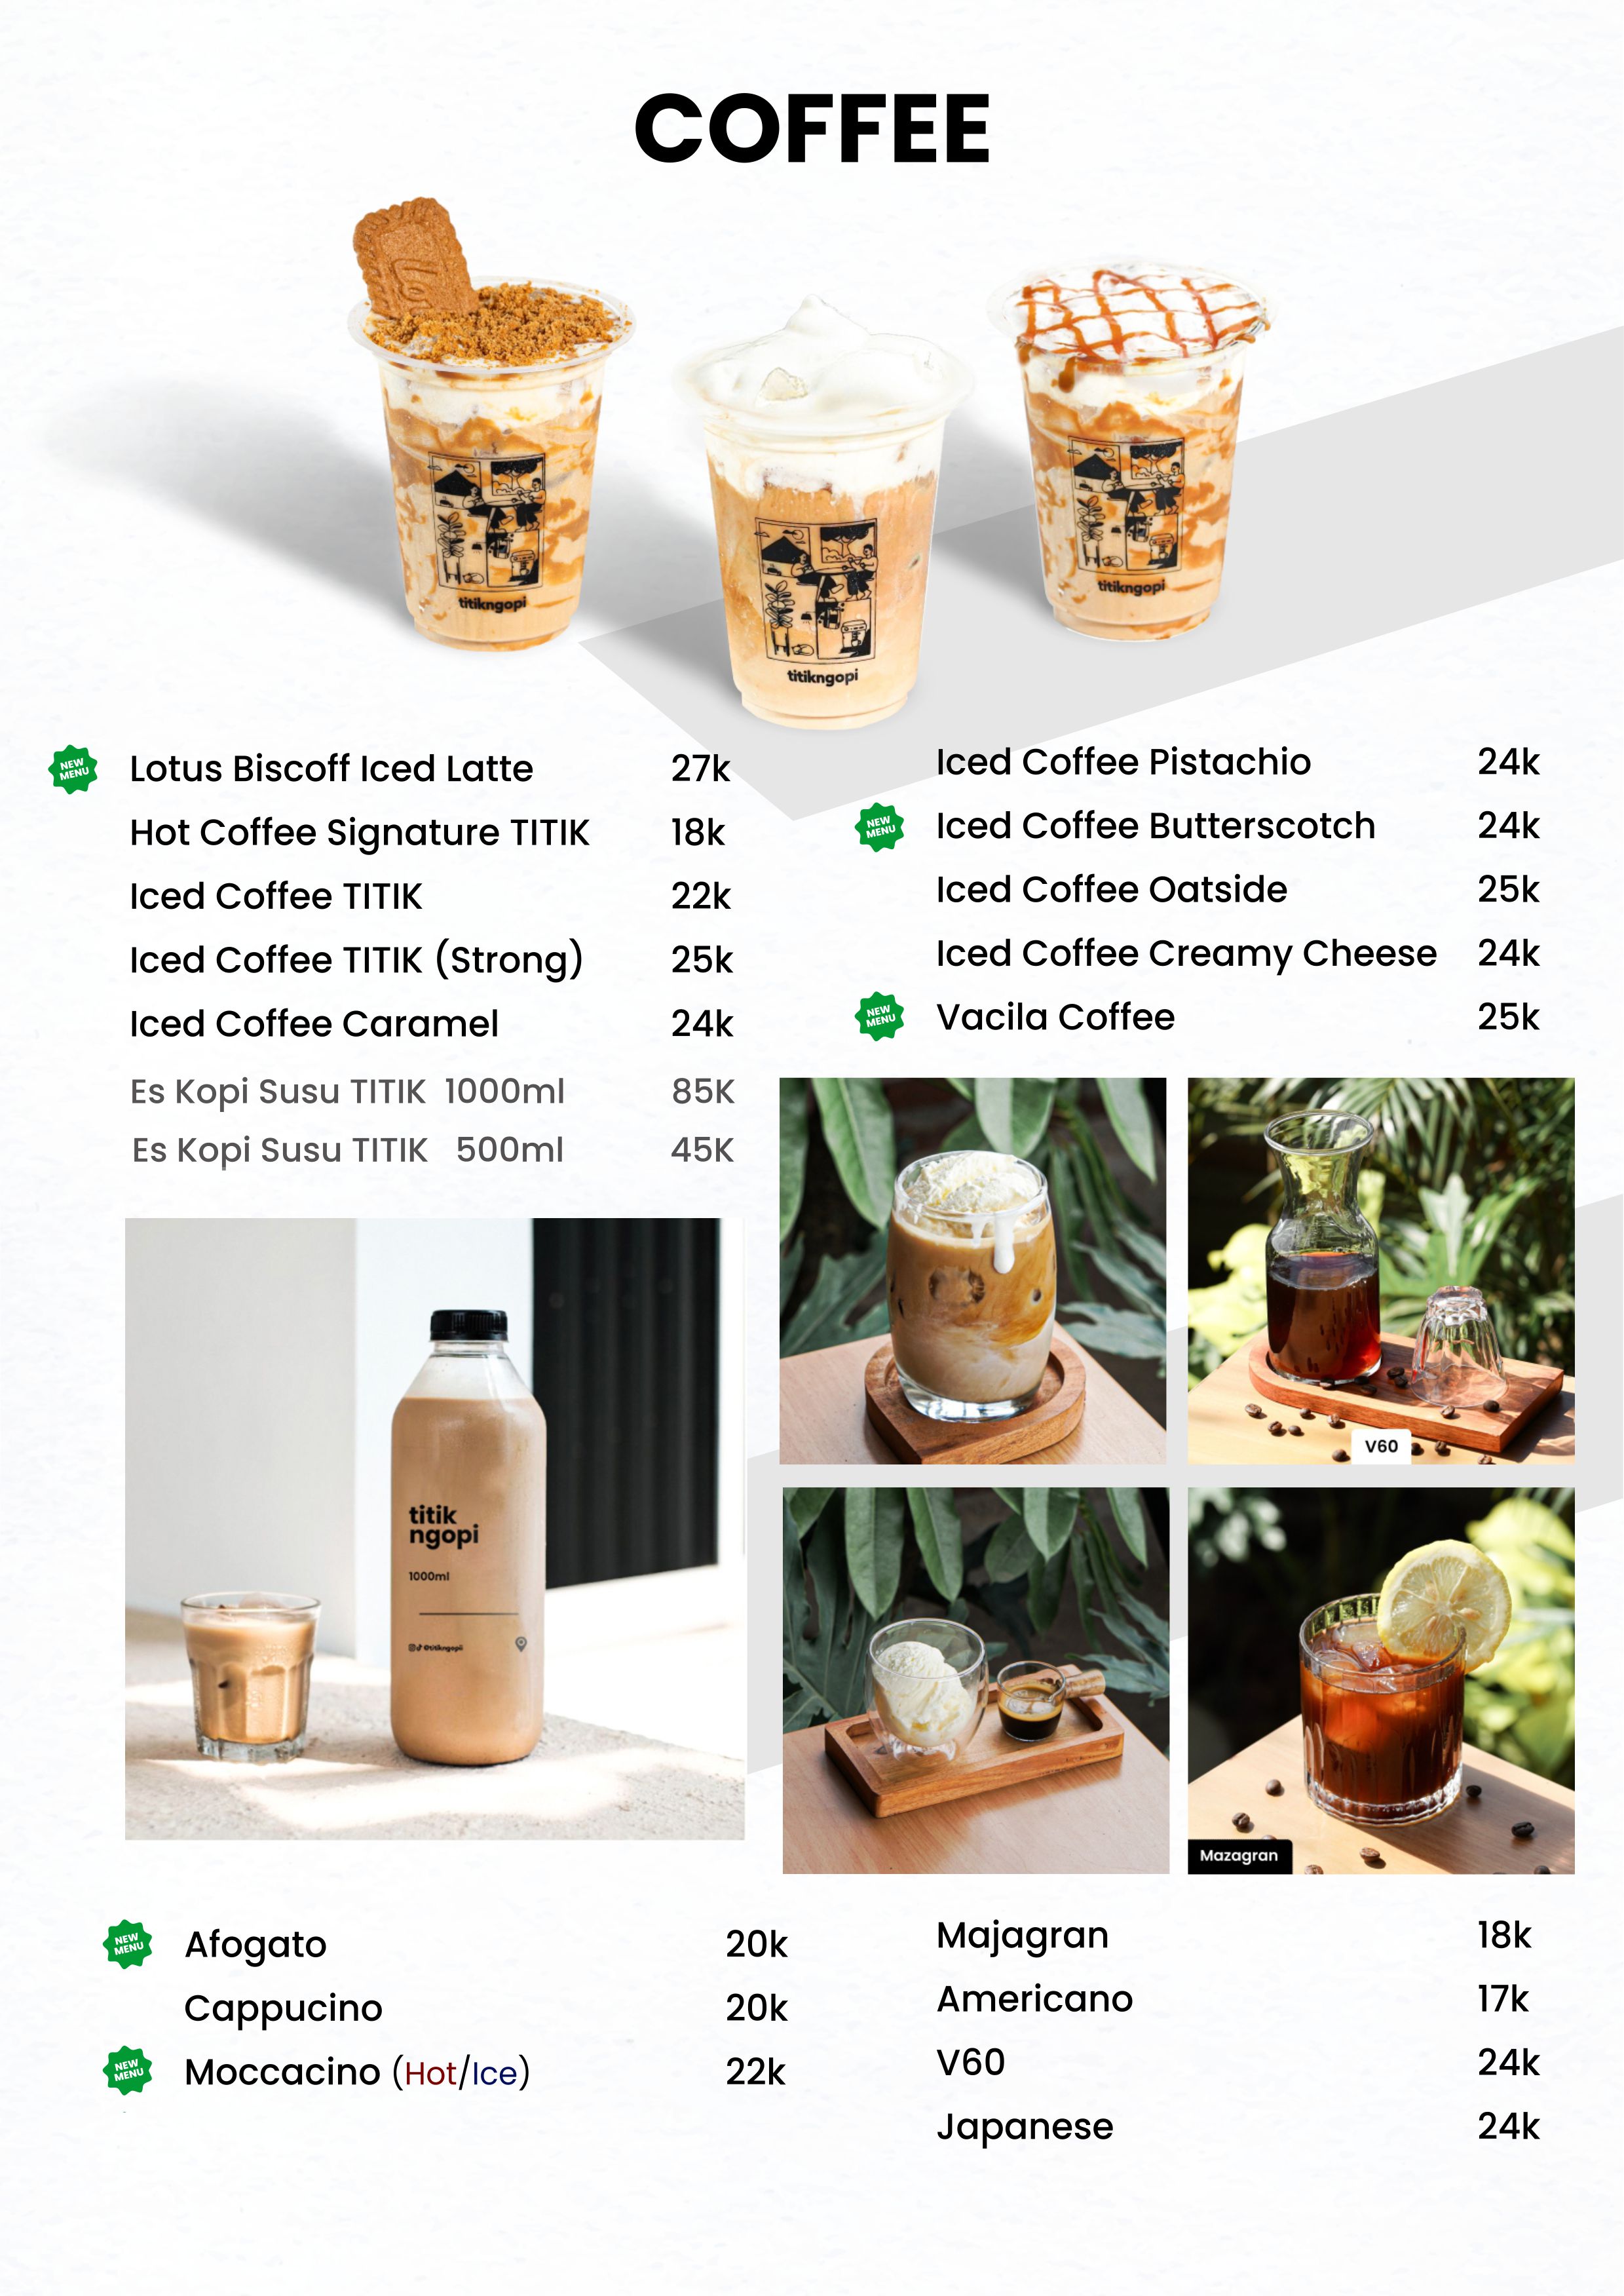 COFFEE
titikngopi
titikngopi
titikngopi
NEW MENU
Lotus Biscoff Iced Latte 27k
Hot Coffee Signature TITIK 18k
Iced Coffee TITIK 22k
Iced Coffee TITIK (Strong) 25k
Iced Coffee Caramel 24k
Es Kopi Susu TITIK 1000ml 85K
Es Kopi Susu TITIK 500ml 45K
Iced Coffee Pistachio 24k
NEW MENU
Iced Coffee Butterscotch 24k
Iced Coffee Oatside 25k
Iced Coffee Creamy Cheese 24k
NEW MENU
Vacila Coffee 25k
titik
ngopi
1000ml
@titikngopii
V60
Mazagran
NEW MENU
Afogato 20k
Cappucino 20k
NEW MENU
Moccacino (Hot/Ice) 22k
Majagran 18k
Americano 17k
V60 24k
Japanese 24k